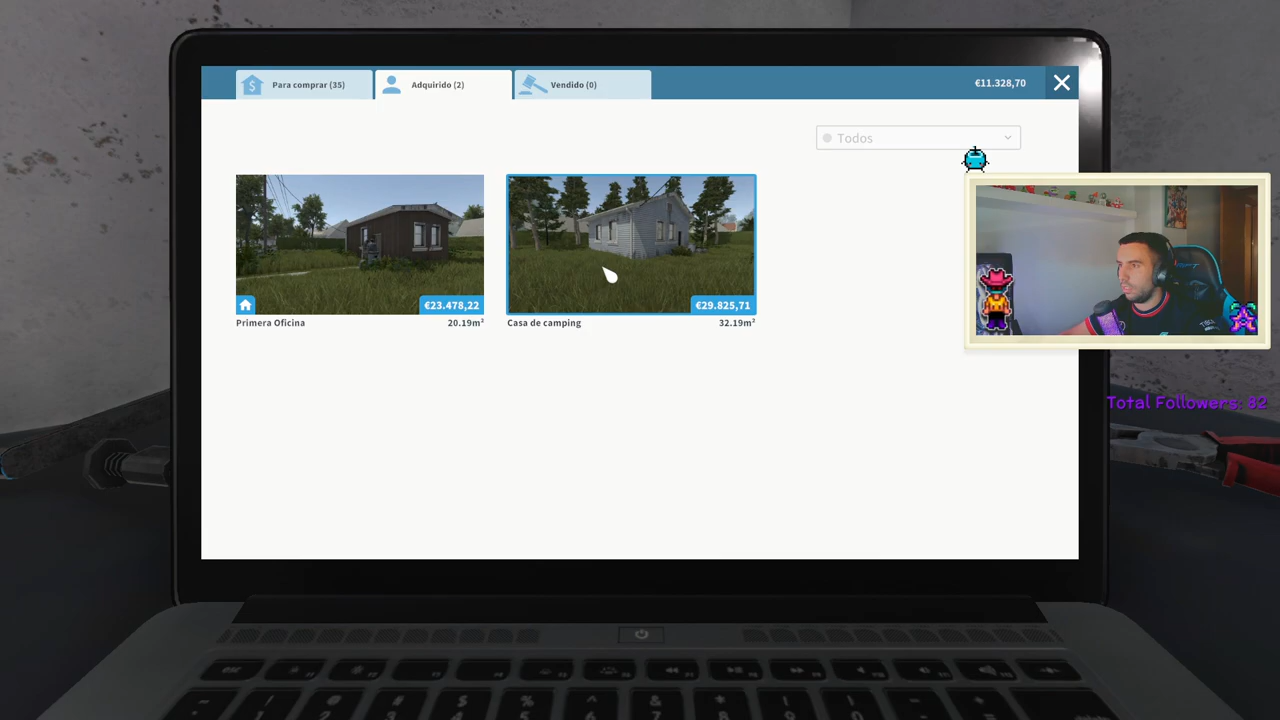 Para comprar (35)
Adquirido (2)
Vendido (0)
€11.328,70
Todos
€23.478,22
€29.825,71
Primera Oficina
20.19m²
Casa de camping
32.19m²
Total Followers: 82